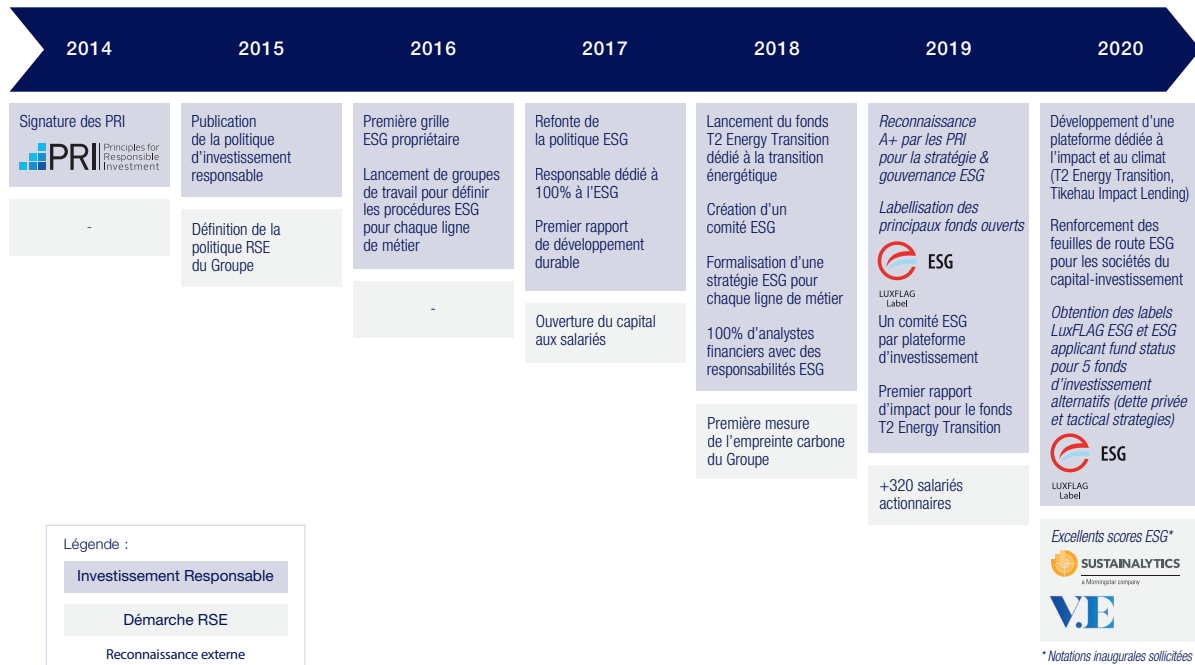 2014
2015
2016
2017
2018
2019
2020
Signature des PRI
PRI
Principles for
Responsible
Investment
-
Publication
de la politique
d'investissement
responsable
Définition de la
politique RSE
du Groupe
Première grille
ESG propriétaire
Lancement de groupes
de travail pour définir
les procédures ESG
pour chaque ligne
de métier
-
Refonte de
la politique ESG
Responsable dédié à
100% à l'ESG
Premier rapport
de développement
durable
Ouverture du capital
aux salariés
Lancement du fonds
T2 Energy Transition
dédié à la transition
énergétique
Création d'un
comité ESG
Formalisation d'une
stratégie ESG pour
chaque ligne de métier
100% d'analystes
financiers avec des
responsabilités ESG
Première mesure
de l'empreinte carbone
du Groupe
Reconnaissance
A+ par les PRI
pour la stratégie &
gouvernance ESG
Labellisation des
principaux fonds ouverts
ESG
LUXFLAG
Label
Un comité ESG
par plateforme
d'investissement
Premier rapport
d'impact pour le fonds
T2 Energy Transition
+320 salariés
actionnaires
Développement d'une
plateforme dédiée à
l'impact et au climat
(T2 Energy Transition,
Tikehau Impact Lending)
Renforcement des
feuilles de route ESG
pour les sociétés du
capital-investissement
Obtention des labels
LuxFLAG ESG et ESG
applicant fund status
pour 5 fonds
d'investissement
alternatifs (dette privée
et tactical strategies)
ESG
LUXFLAG
Label
Excellents scores ESG*
SUSTAINALYTICS
a Morningstar company
V.E
* Notations inaugurales sollicitées
Légende :
Investissement Responsable
Démarche RSE
Reconnaissance externe